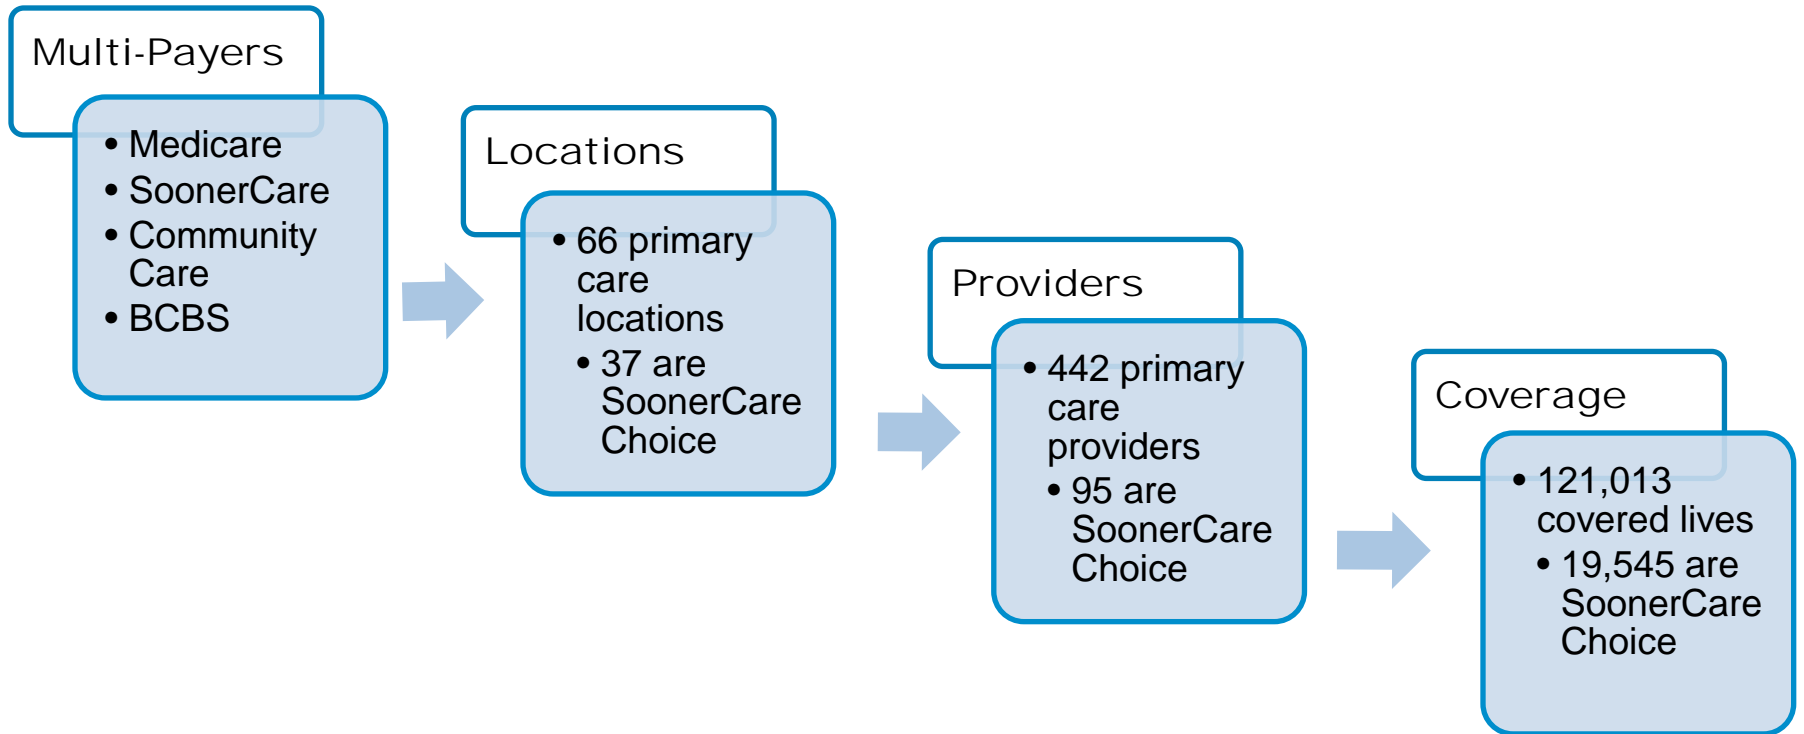 Multi-Payers
• Medicare
• SoonerCare
• Community
Care
• BCBS
Locations
• 66 primary
care
locations
• 37 are
SoonerCare
Choice
Providers
• 442 primary
care
providers
• 95 are
SoonerCare
Choice
Coverage
• 121,013
covered lives
• 19,545 are
SoonerCare
Choice